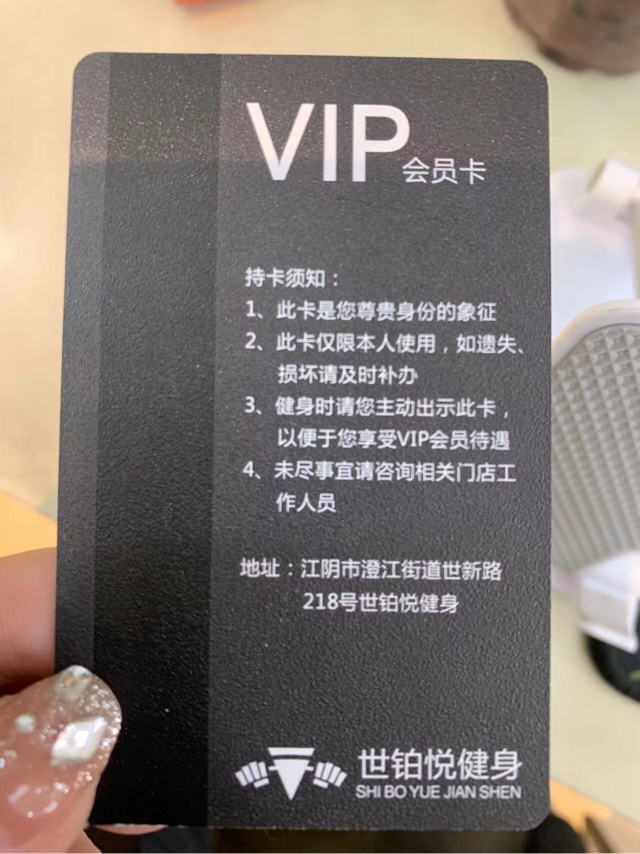 VIP会员卡
持卡须知：
1、此卡是您尊贵身份的象征
2、此卡仅限本人使用，如遗失、
损坏请及时补办
3、健身时请您主动出示此卡，
以便于您享受VIP会员待遇
4、未尽事宜请咨询相关门店工
作人员
地址：江阴市澄江街道世新路
218号世铂悦健身
世铂悦健身
SHI BO YUE JIAN SHEN